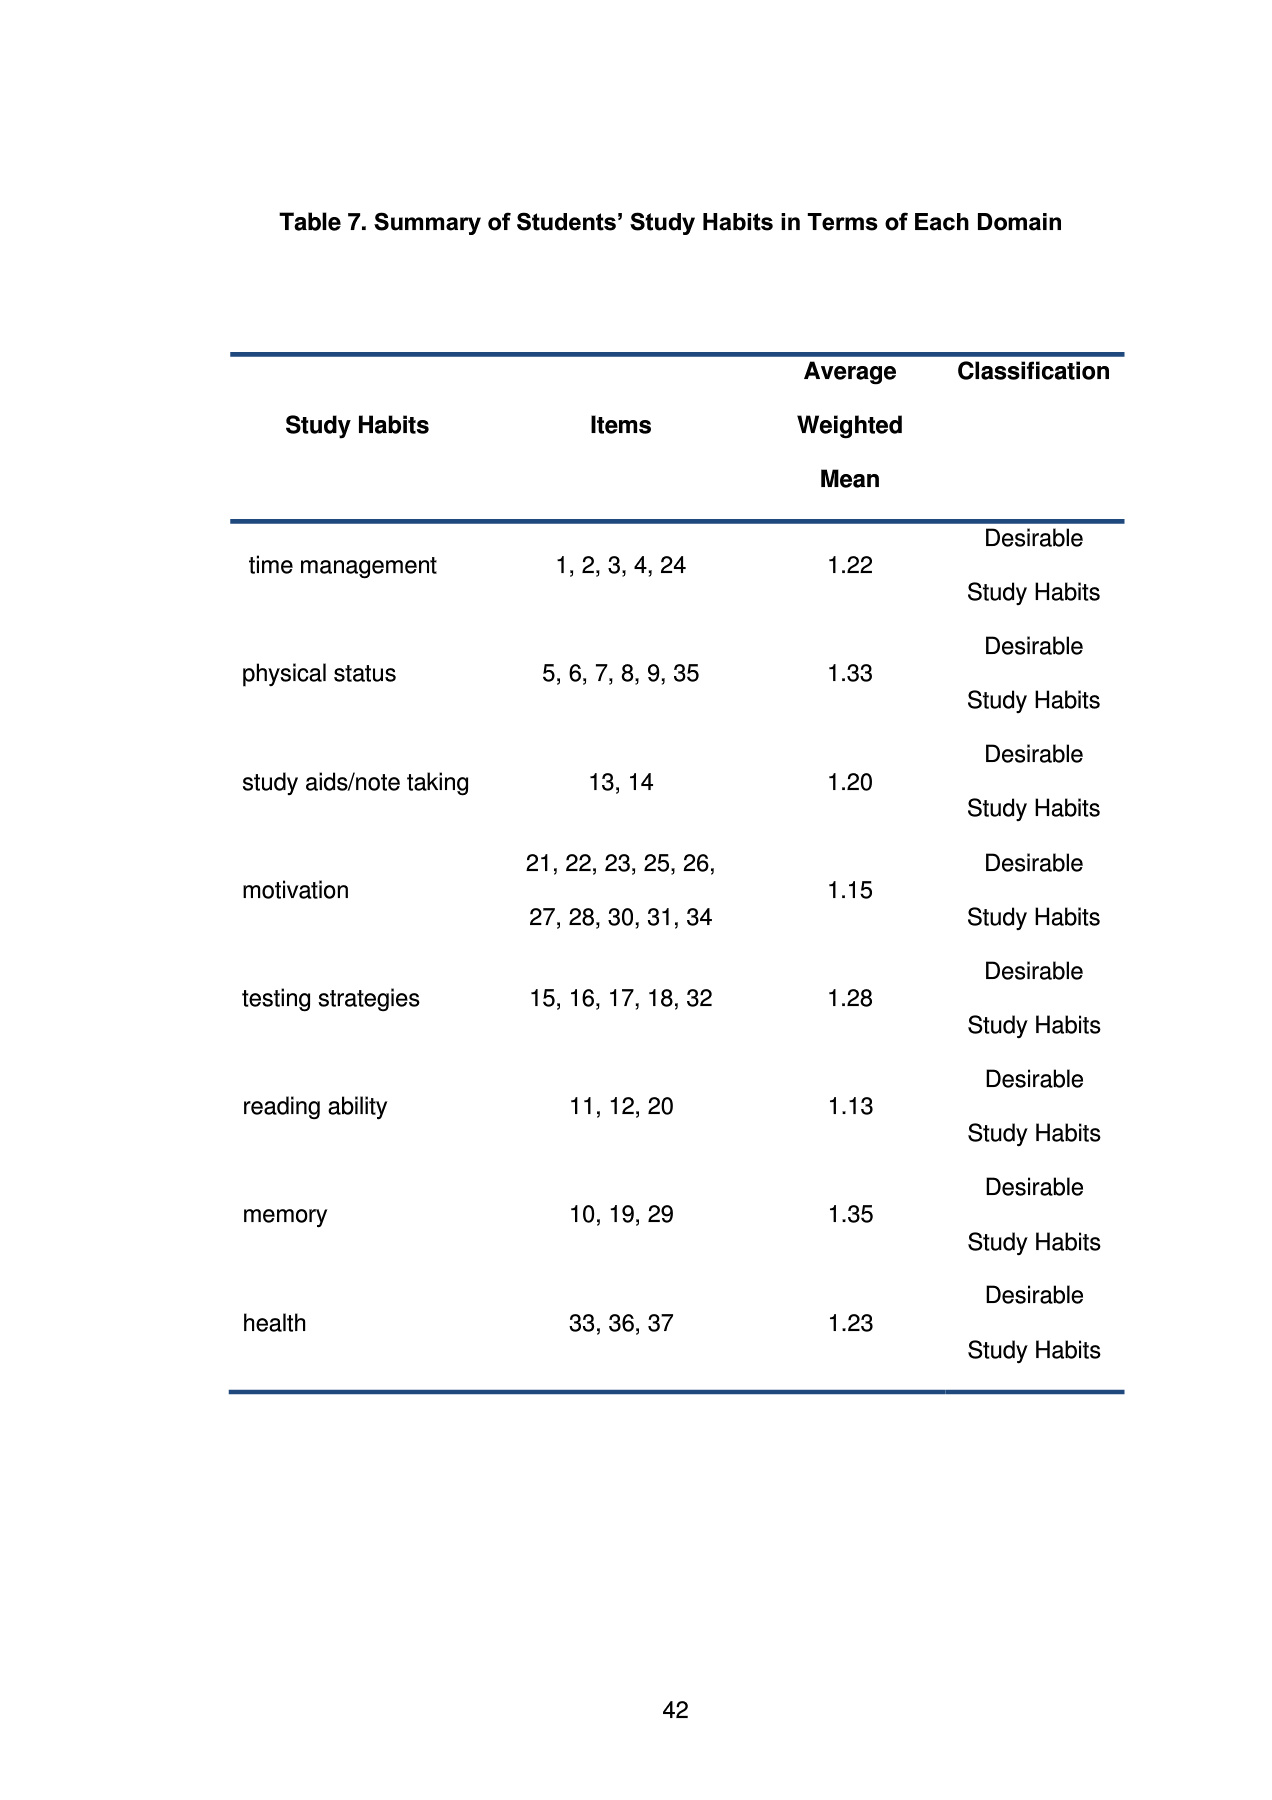 Table 7. Summary of Students’ Study Habits in Terms of Each Domain
Study Habits Items Average Weighted Mean Classification
time management 1, 2, 3, 4, 24 1.22 Desirable Study Habits
physical status 5, 6, 7, 8, 9, 35 1.33 Desirable Study Habits
study aids/note taking 13, 14 1.20 Desirable Study Habits
motivation 21, 22, 23, 25, 26, 27, 28, 30, 31, 34 1.15 Desirable Study Habits
testing strategies 15, 16, 17, 18, 32 1.28 Desirable Study Habits
reading ability 11, 12, 20 1.13 Desirable Study Habits
memory 10, 19, 29 1.35 Desirable Study Habits
health 33, 36, 37 1.23 Desirable Study Habits
42